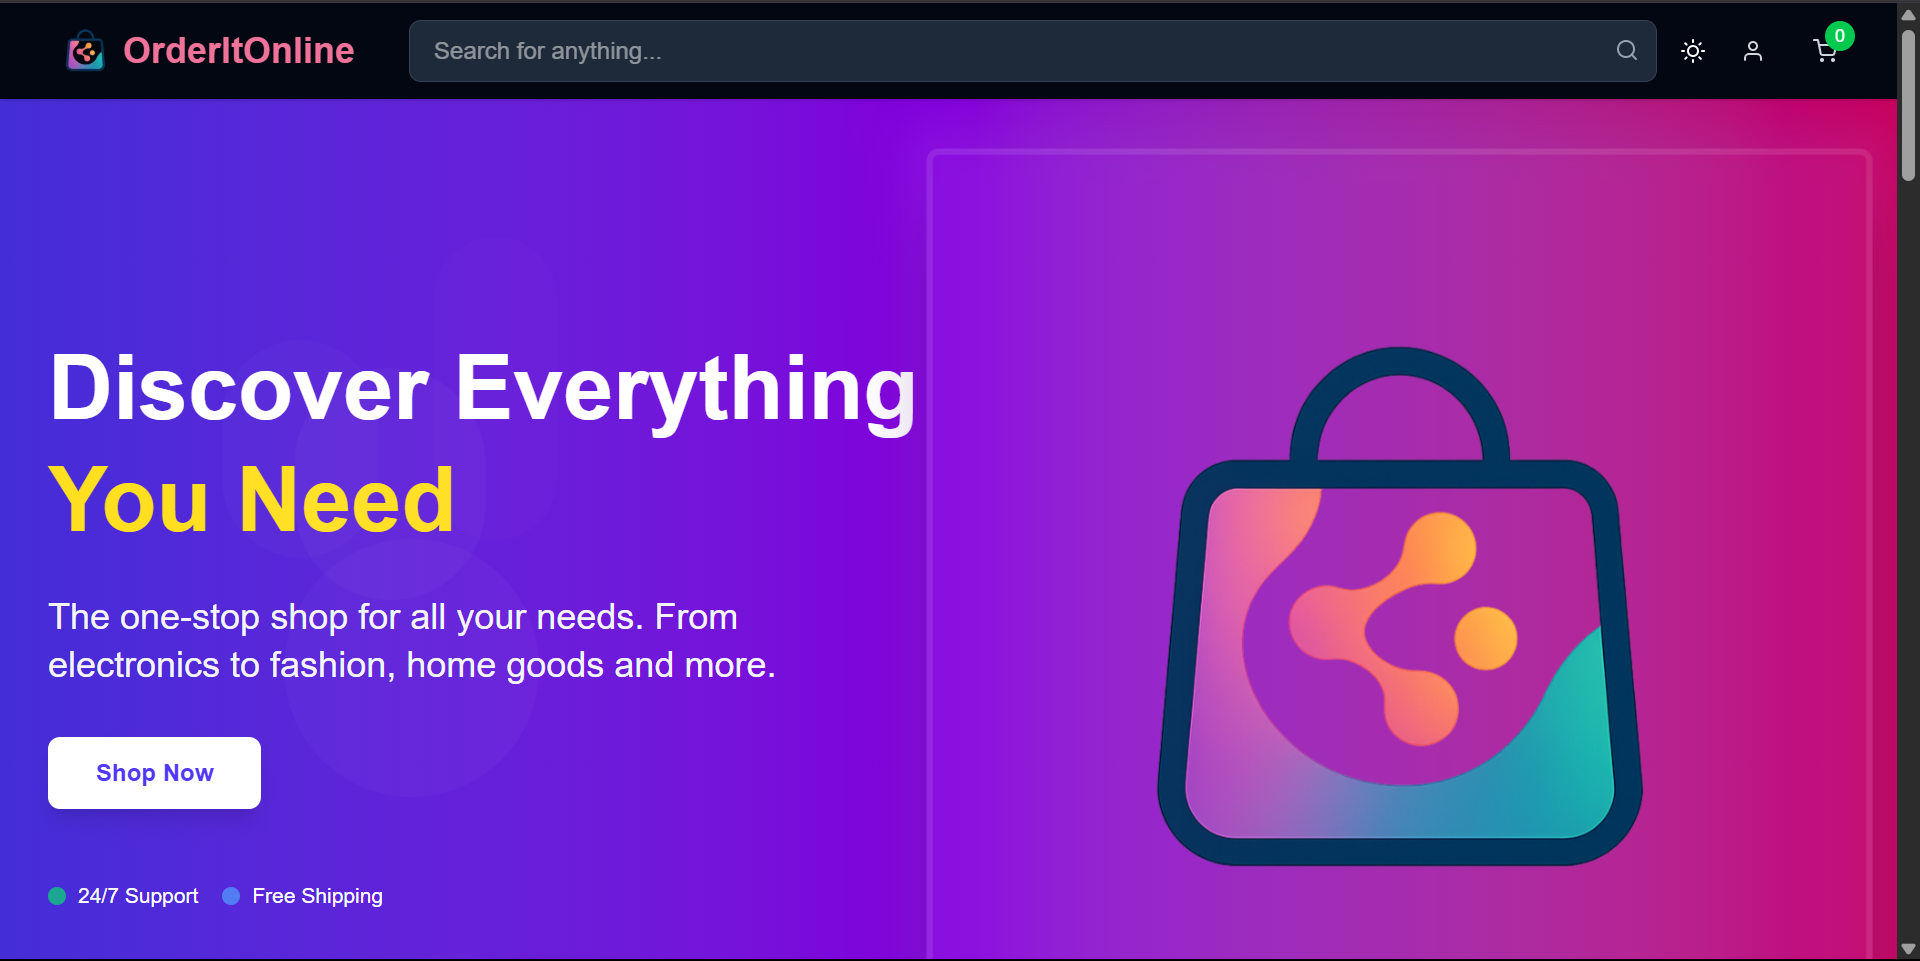 OrderItOnline
Search for anything...
0
Discover Everything
You Need
The one-stop shop for all your needs. From
electronics to fashion, home goods and more.
Shop Now
24/7 Support
Free Shipping